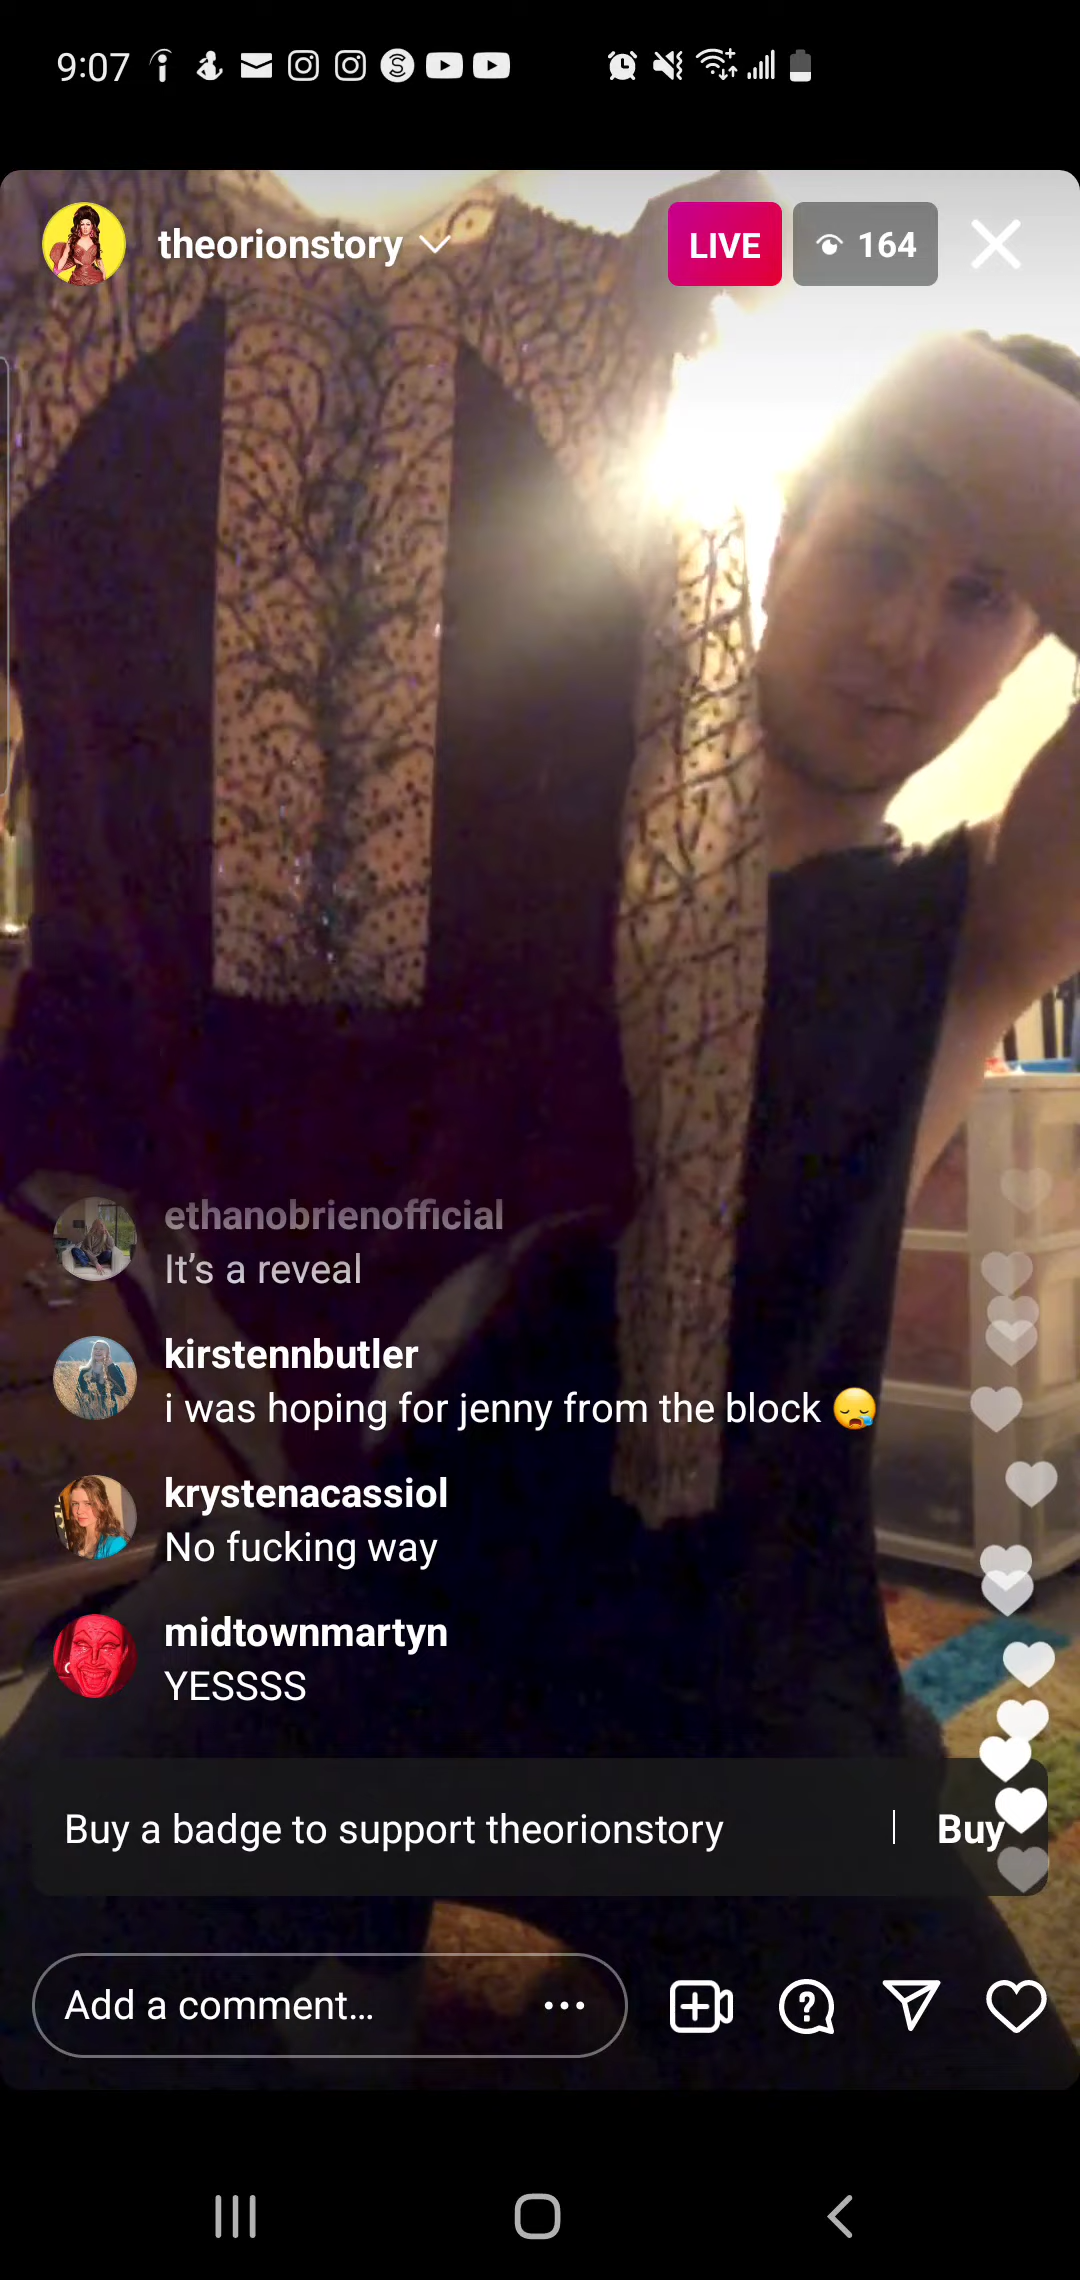 9:07
theorionstory
LIVE
164
ethanobrienofficial
It's a reveal
kirstennbutler
i was hoping for jenny from the block 😪
krystenacassiol
No fucking way
midtownmartyn
YESSSS
Buy a badge to support theorionstory | Buy
Add a comment...